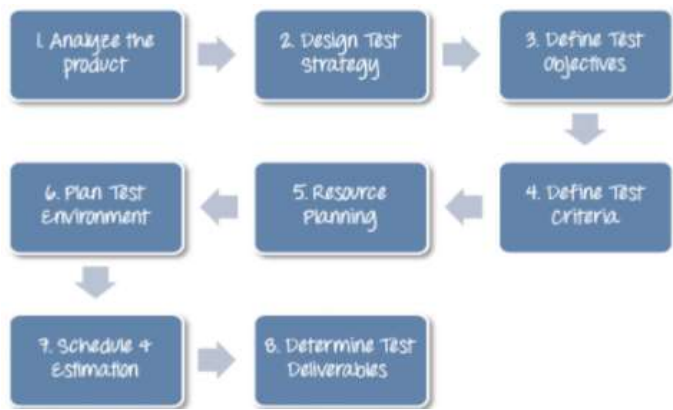 1. Analyze the
product
2. Design Test
Strategy
3. Define Test
Objectives
4. Define Test
Criteria
5. Resource
Planning
6. Plan Test
Environment
7. Schedule &
Estimation
8. Determine Test
Deliverables